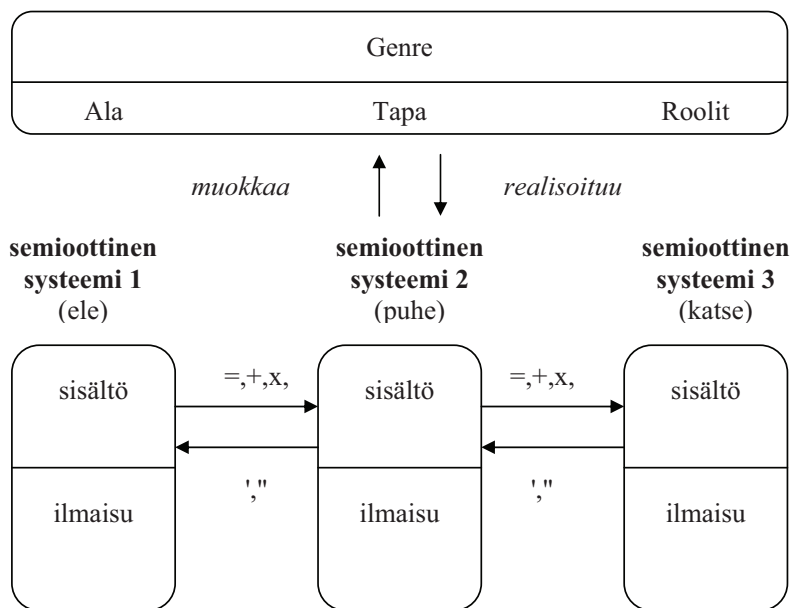 Genre
Ala Tapa Roolit
muokkaa realisoituu
semioottinen semioottinen semioottinen
systeemi 1 systeemi 2 systeemi 3
(ele) (puhe) (katse)
sisältö =,+,x, sisältö =,+,x, sisältö
'," ',"
ilmaisu ilmaisu ilmaisu